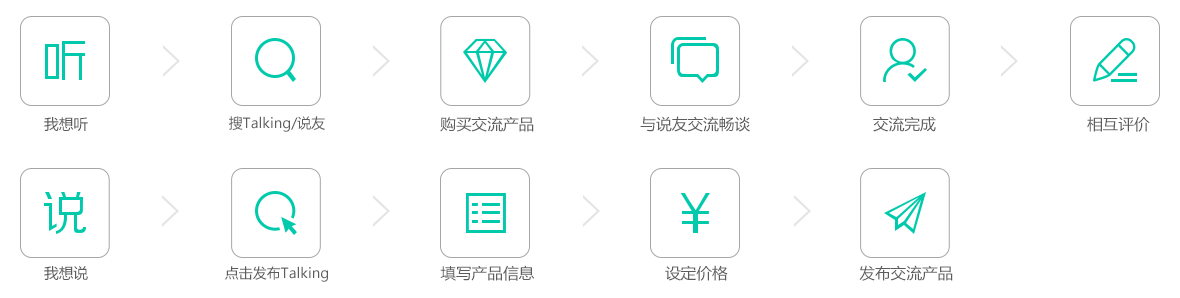 听
我想听
搜Talking/说友
购买交流产品
与说友交流畅谈
交流完成
相互评价
说
¥
我想说
点击发布Talking
填写产品信息
设定价格
发布交流产品